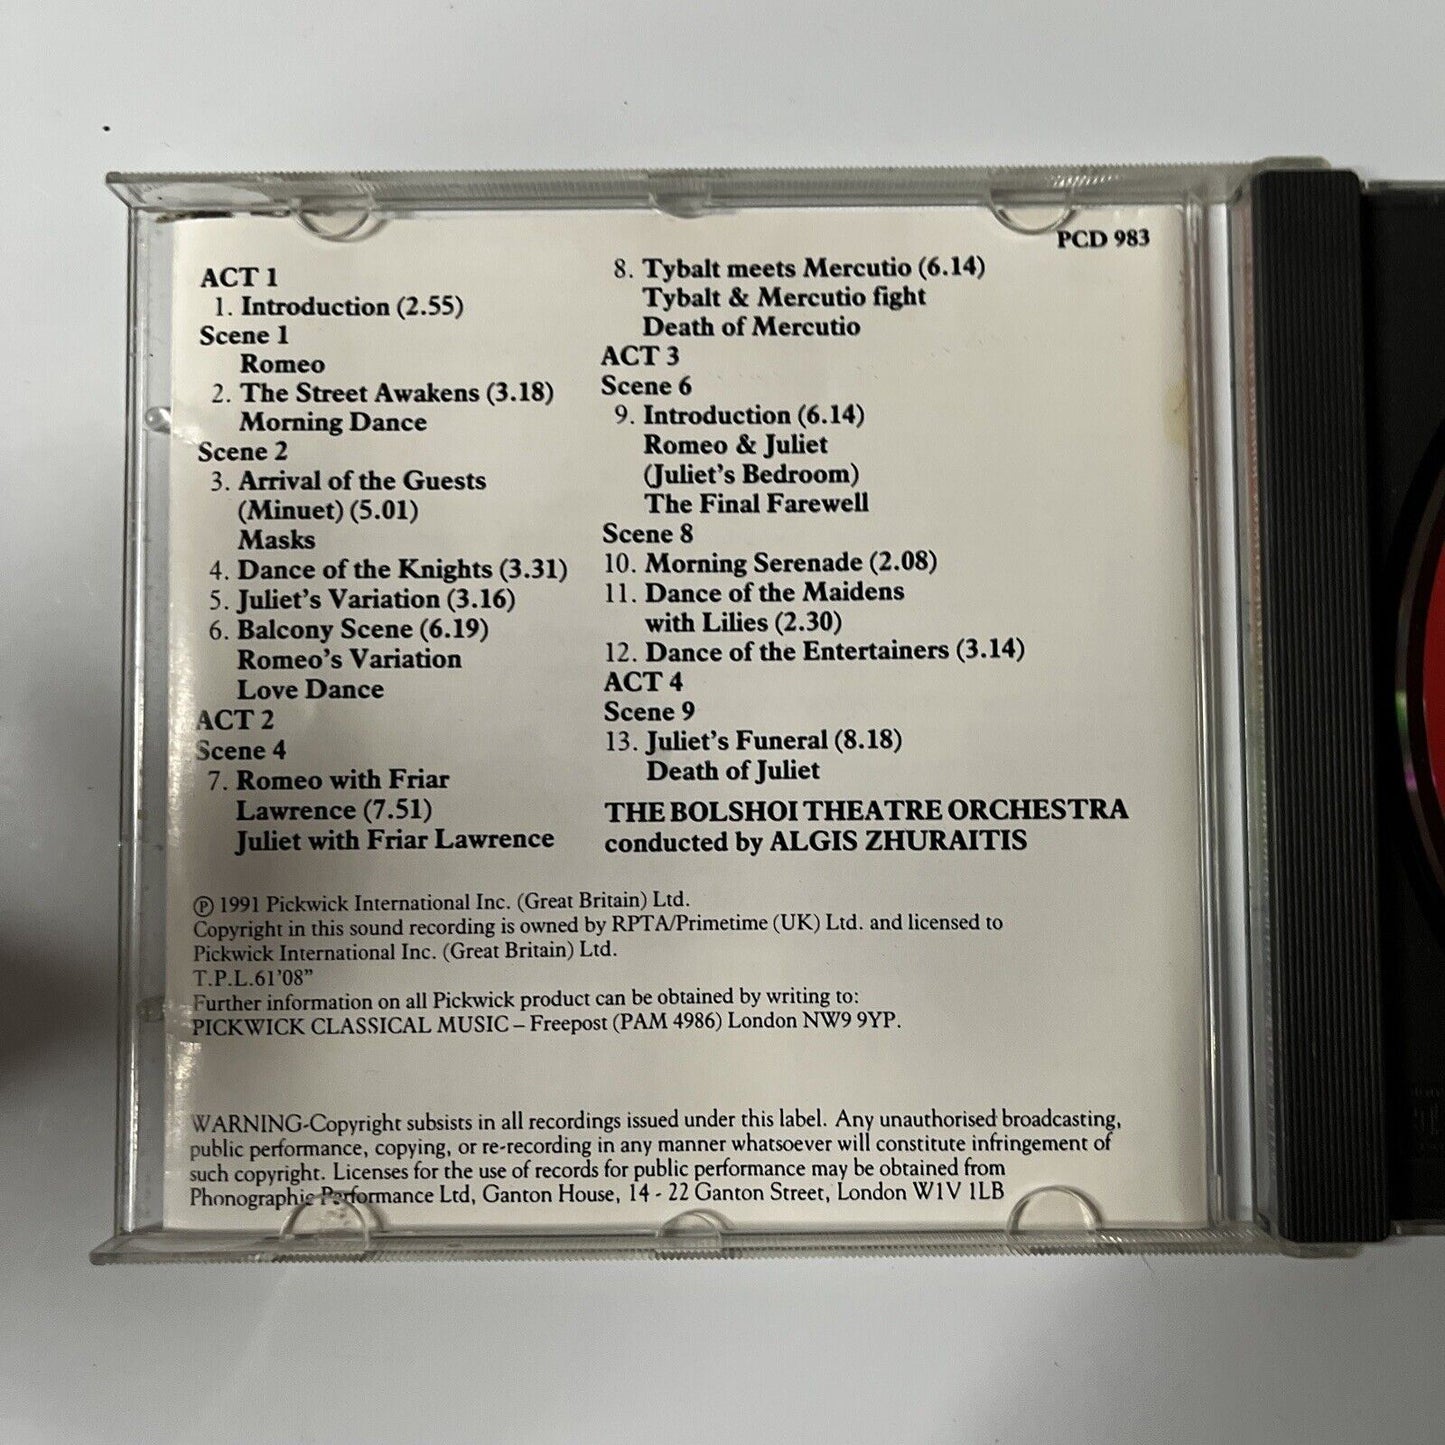 PCD 983
ACT 1
1. Introduction (2.55)
Scene 1
Romeo
2. The Street Awakens (3.18)
Morning Dance
Scene 2
3. Arrival of the Guests
(Minuet) (5.01)
Masks
4. Dance of the Knights (3.31)
5. Juliet's Variation (3.16)
6. Balcony Scene (6.19)
Romeo's Variation
Love Dance
ACT 2
Scene 4
7. Romeo with Friar
Lawrence (7.51)
Juliet with Friar Lawrence
8. Tybalt meets Mercutio (6.14)
Tybalt & Mercutio fight
Death of Mercutio
ACT 3
Scene 6
9. Introduction (6.14)
Romeo & Juliet
(Juliet's Bedroom)
The Final Farewell
Scene 8
10. Morning Serenade (2.08)
11. Dance of the Maidens
with Lilies (2.30)
12. Dance of the Entertainers (3.14)
ACT 4
Scene 9
13. Juliet's Funeral (8.18)
Death of Juliet
THE BOLSHOI THEATRE ORCHESTRA
conducted by ALGIS ZHURAITIS
℗ 1991 Pickwick International Inc. (Great Britain) Ltd.
Copyright in this sound recording is owned by RPTA/Primetime (UK) Ltd. and licensed to
Pickwick International Inc. (Great Britain) Ltd.
T.P.L.61'08”
Further information on all Pickwick product can be obtained by writing to:
PICKWICK CLASSICAL MUSIC – Freepost (PAM 4986) London NW9 9YP.
WARNING-Copyright subsists in all recordings issued under this label. Any unauthorised broadcasting,
public performance, copying, or re-recording in any manner whatsoever will constitute infringement of
such copyright. Licenses for the use of records for public performance may be obtained from
Phonographic Performance Ltd, Ganton House, 14 - 22 Ganton Street, London W1V 1LB